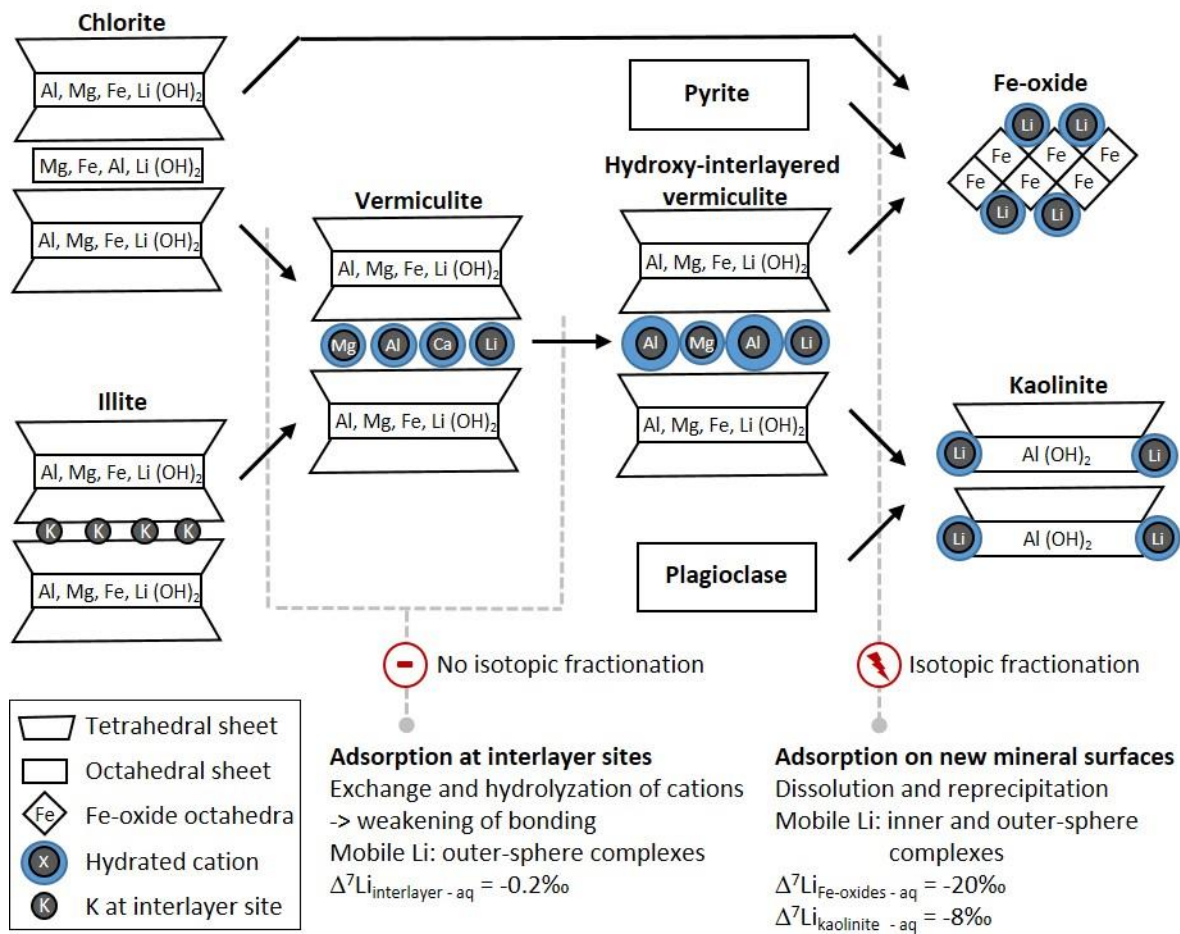 Chlorite
Al, Mg, Fe, Li (OH)₂
Mg, Fe, Al, Li (OH)₂
Al, Mg, Fe, Li (OH)₂
Illite
Al, Mg, Fe, Li (OH)₂
K K K K
Al, Mg, Fe, Li (OH)₂
Vermiculite
Al, Mg, Fe, Li (OH)₂
Mg Al Ca Li
Al, Mg, Fe, Li (OH)₂
Pyrite
Hydroxy-interlayered
vermiculite
Al, Mg, Fe, Li (OH)₂
Al Mg Al Li
Al, Mg, Fe, Li (OH)₂
Plagioclase
Fe-oxide
Li Li
Fe Fe Fe
Fe Fe Fe
Li Li
Kaolinite
Li Al (OH)₂ Li
Li Al (OH)₂ Li
No isotopic fractionation
Isotopic fractionation
Tetrahedral sheet
Octahedral sheet
Fe Fe-oxide octahedra
x Hydrated cation
K K at interlayer site
Adsorption at interlayer sites
Exchange and hydrolyzation of cations
-> weakening of bonding
Mobile Li: outer-sphere complexes
Δ⁷Li interlayer - aq = -0.2‰
Adsorption on new mineral surfaces
Dissolution and reprecipitation
Mobile Li: inner and outer-sphere
complexes
Δ⁷Li Fe-oxides - aq = -20‰
Δ⁷Li kaolinite - aq = -8‰